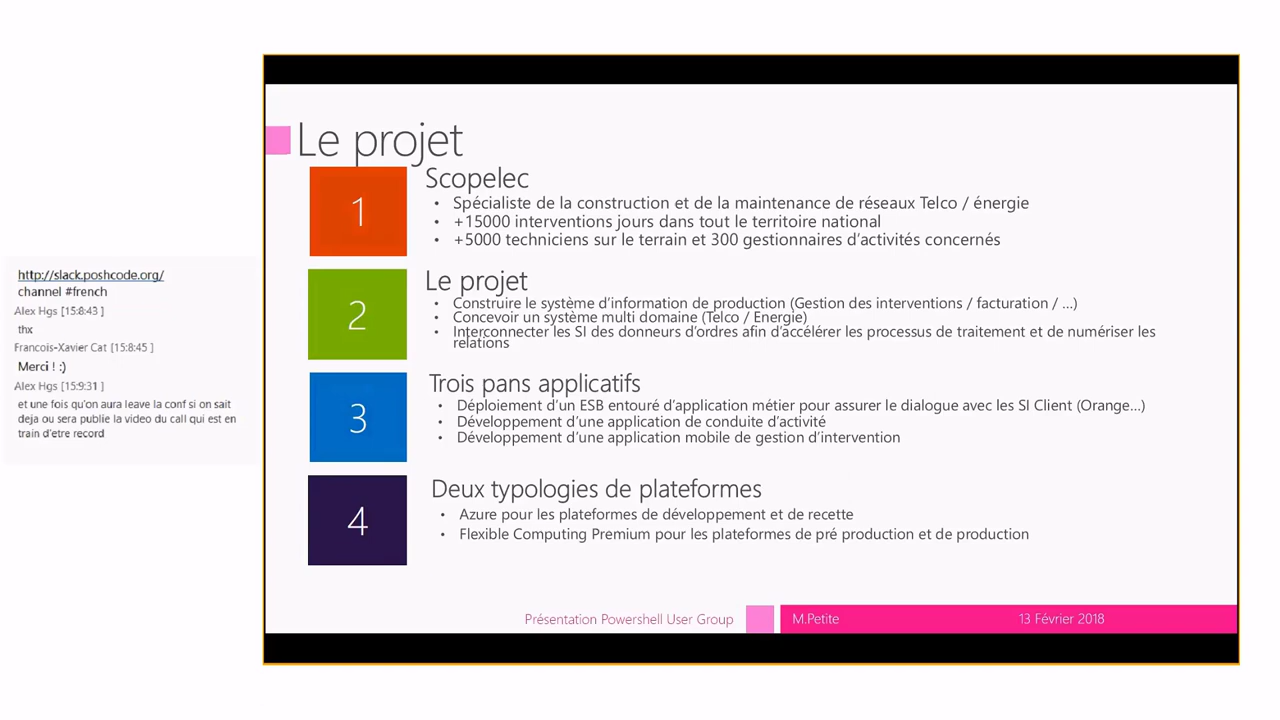 http://slack.poshcode.org/
channel #french
Alex Hgs [15:8:43 ]
thx
Francois-Xavier Cat [15:8:45 ]
Merci ! :)
Alex Hgs [15:9:31 ]
et une fois qu'on aura leave la conf si on sait
deja ou sera publie la video du call qui est en
train d'etre record
Le projet
1
Scopelec
• Spécialiste de la construction et de la maintenance de réseaux Telco / énergie
• +15000 interventions jours dans tout le territoire national
• +5000 techniciens sur le terrain et 300 gestionnaires d'activités concernés
2
Le projet
• Construire le système d'information de production (Gestion des interventions / facturation / ...)
• Concevoir un système multi domaine (Telco / Energie)
• Interconnecter les SI des donneurs d'ordres afin d'accélérer les processus de traitement et de numériser les
relations
3
Trois pans applicatifs
• Déploiement d'un ESB entouré d'application métier pour assurer le dialogue avec les SI Client (Orange...)
• Développement d'une application de conduite d'activité
• Développement d'une application mobile de gestion d'intervention
4
Deux typologies de plateformes
• Azure pour les plateformes de développement et de recette
• Flexible Computing Premium pour les plateformes de pré production et de production
Présentation Powershell User Group
M.Petite
13 Février 2018